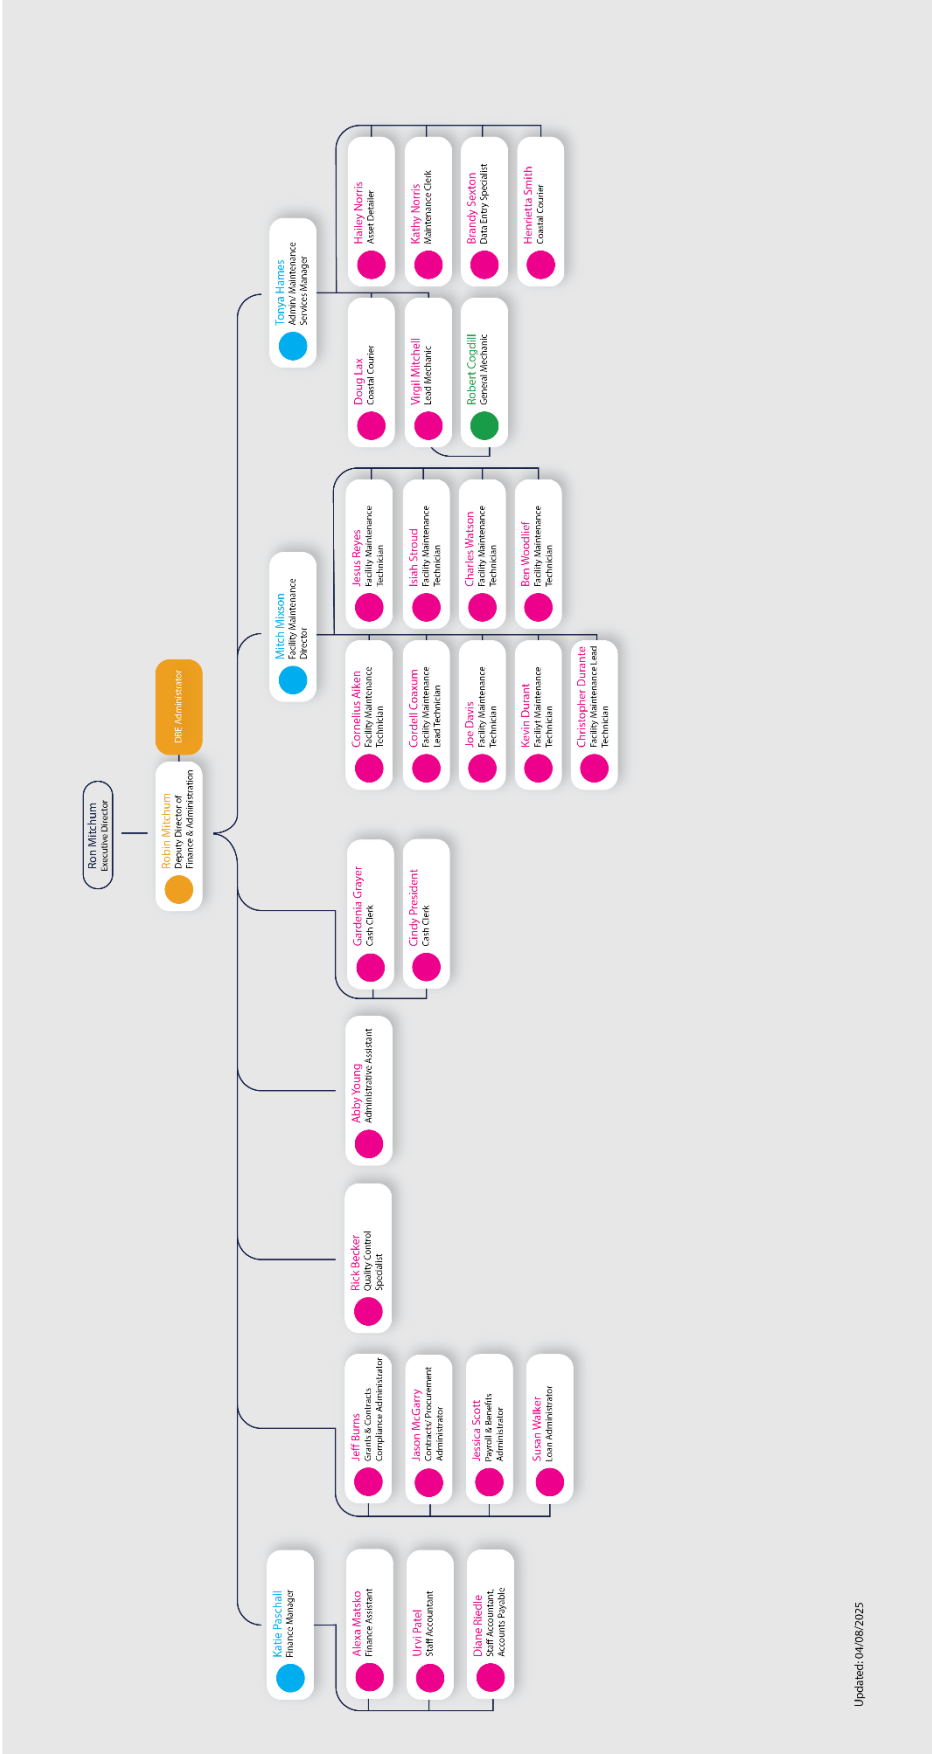 Ron Mitchum
Executive Director
Robin Mitchum
Deputy Director of
Finance & Administration
DBE Administrator
Katie Paschall
Finance Manager
Alexa Matsko
Finance Assistant
Urvi Patel
Staff Accountant
Diane Riedle
Staff Accountant,
Accounts Payable
Jeff Burns
Grants & Contracts
Compliance Administrator
Jason McGarry
Contracts/ Procurement
Administrator
Jessica Scott
Payroll & Benefits
Administrator
Susan Walker
Loan Administrator
Rick Becker
Quality Control
Specialist
Abby Young
Administrative Assistant
Gardenia Grayer
Cash Clerk
Cindy President
Cash Clerk
Mitch Mixson
Facility Maintenance
Director
Cornelius Aiken
Facility Maintenance
Technician
Cordell Coaxum
Facility Maintenance
Lead Technician
Joe Davis
Facility Maintenance
Technician
Kevin Durant
Faciliyt Maintenance
Technician
Christopher Durante
Facility Maintenance Lead
Technician
Jesus Reyes
Facility Maintenance
Technician
Isiah Stroud
Facility Maintenance
Technician
Charles Watson
Facility Maintenance
Technician
Ben Woodlief
Facility Maintenance
Technician
Tonya Hames
Admin/ Maintenance
Services Manager
Doug Lax
Coastal Courier
Virgil Mitchell
Lead Mechanic
Robert Cogdill
General Mechanic
Hailey Norris
Asset Detailer
Kathy Norris
Maintenance Clerk
Brandy Sexton
Data Entry Specialist
Henrietta Smith
Coastal Courier
Updated: 04/08/2025